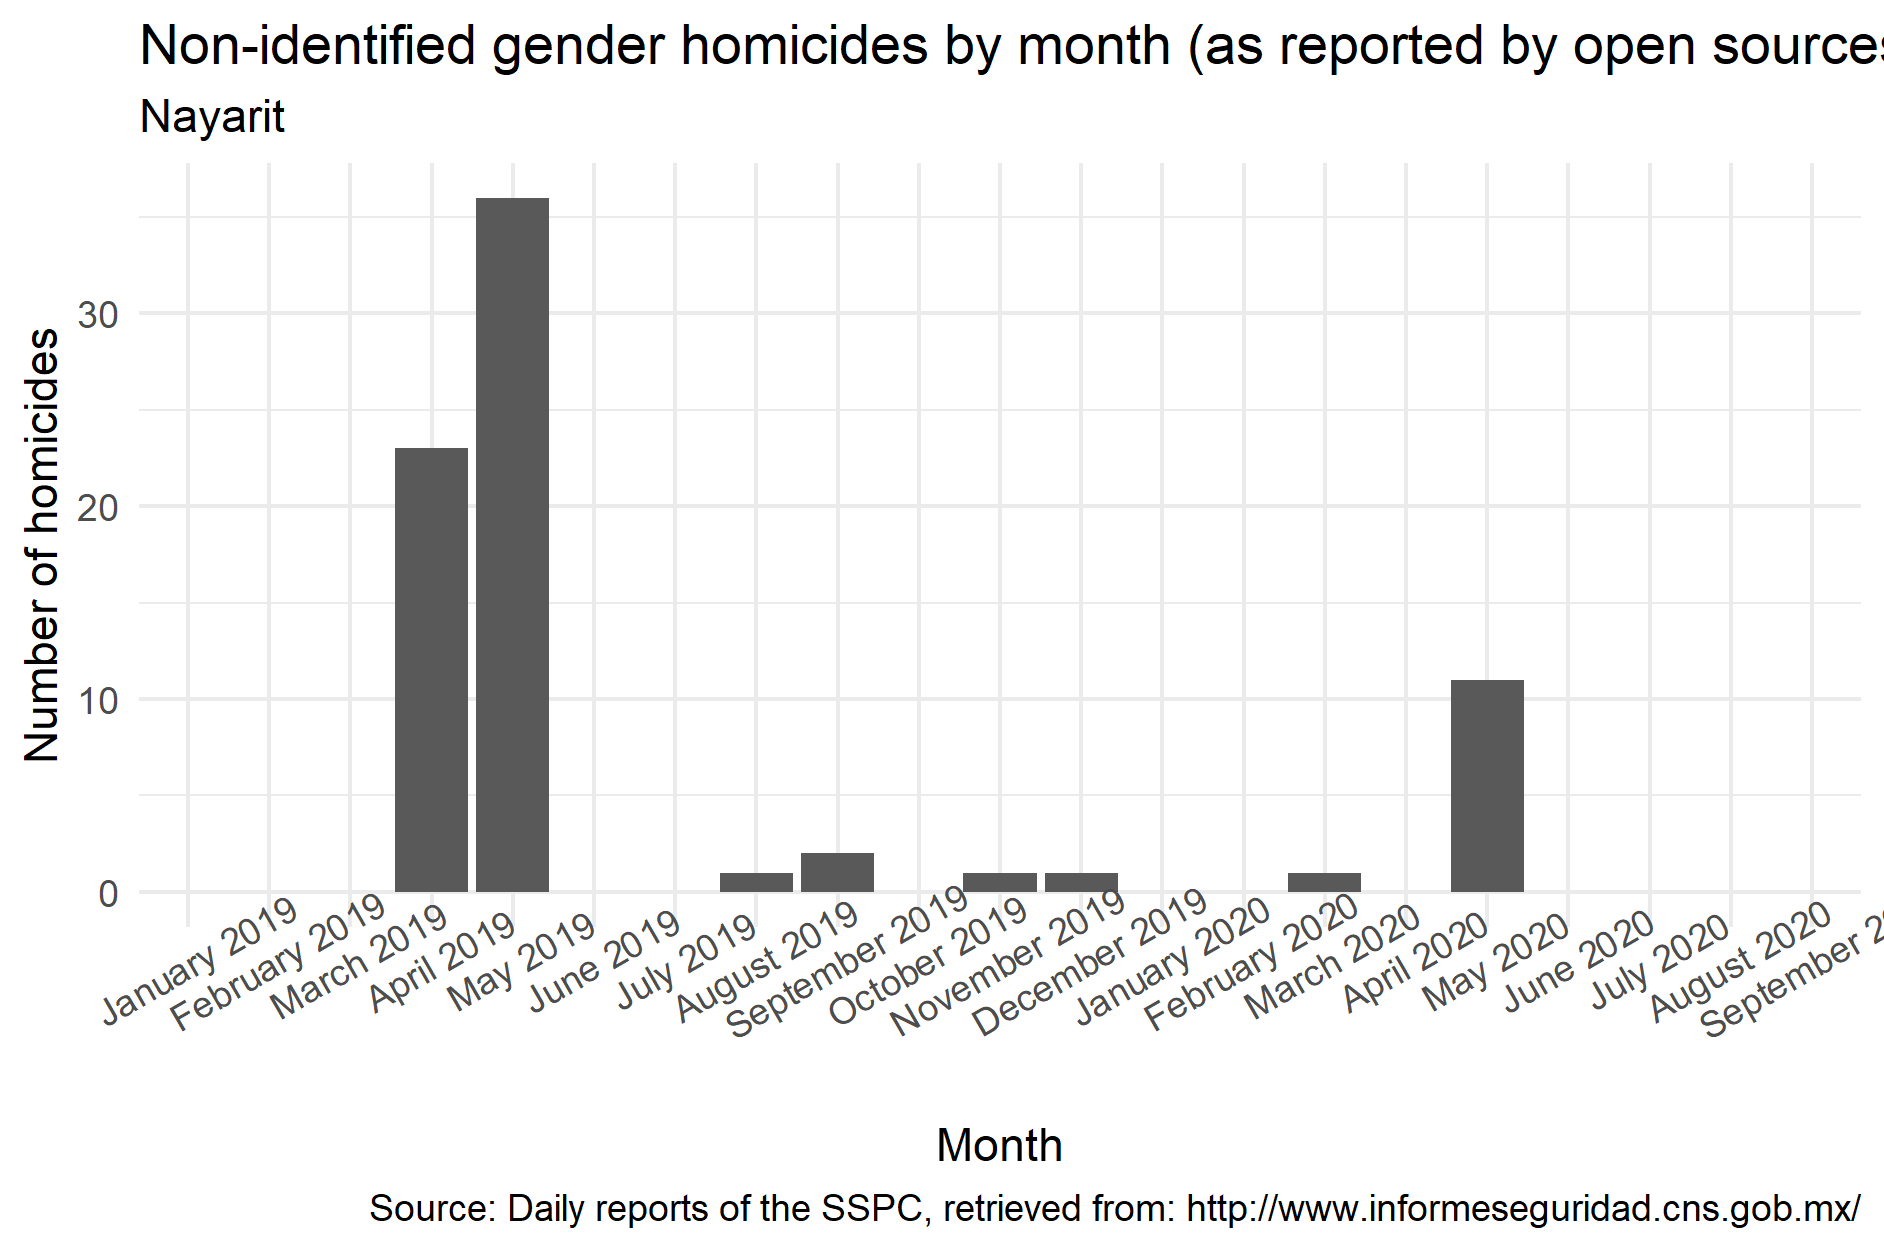 Non-identified gender homicides by month (as reported by open sources
Nayarit
Number of homicides
30
20
10
0
January 2019
February 2019
March 2019
April 2019
May 2019
June 2019
July 2019
August 2019
September 2019
October 2019
November 2019
December 2019
January 2020
February 2020
March 2020
April 2020
May 2020
June 2020
July 2020
August 2020
September 20
Month
Source: Daily reports of the SSPC, retrieved from: http://www.informeseguridad.cns.gob.mx/